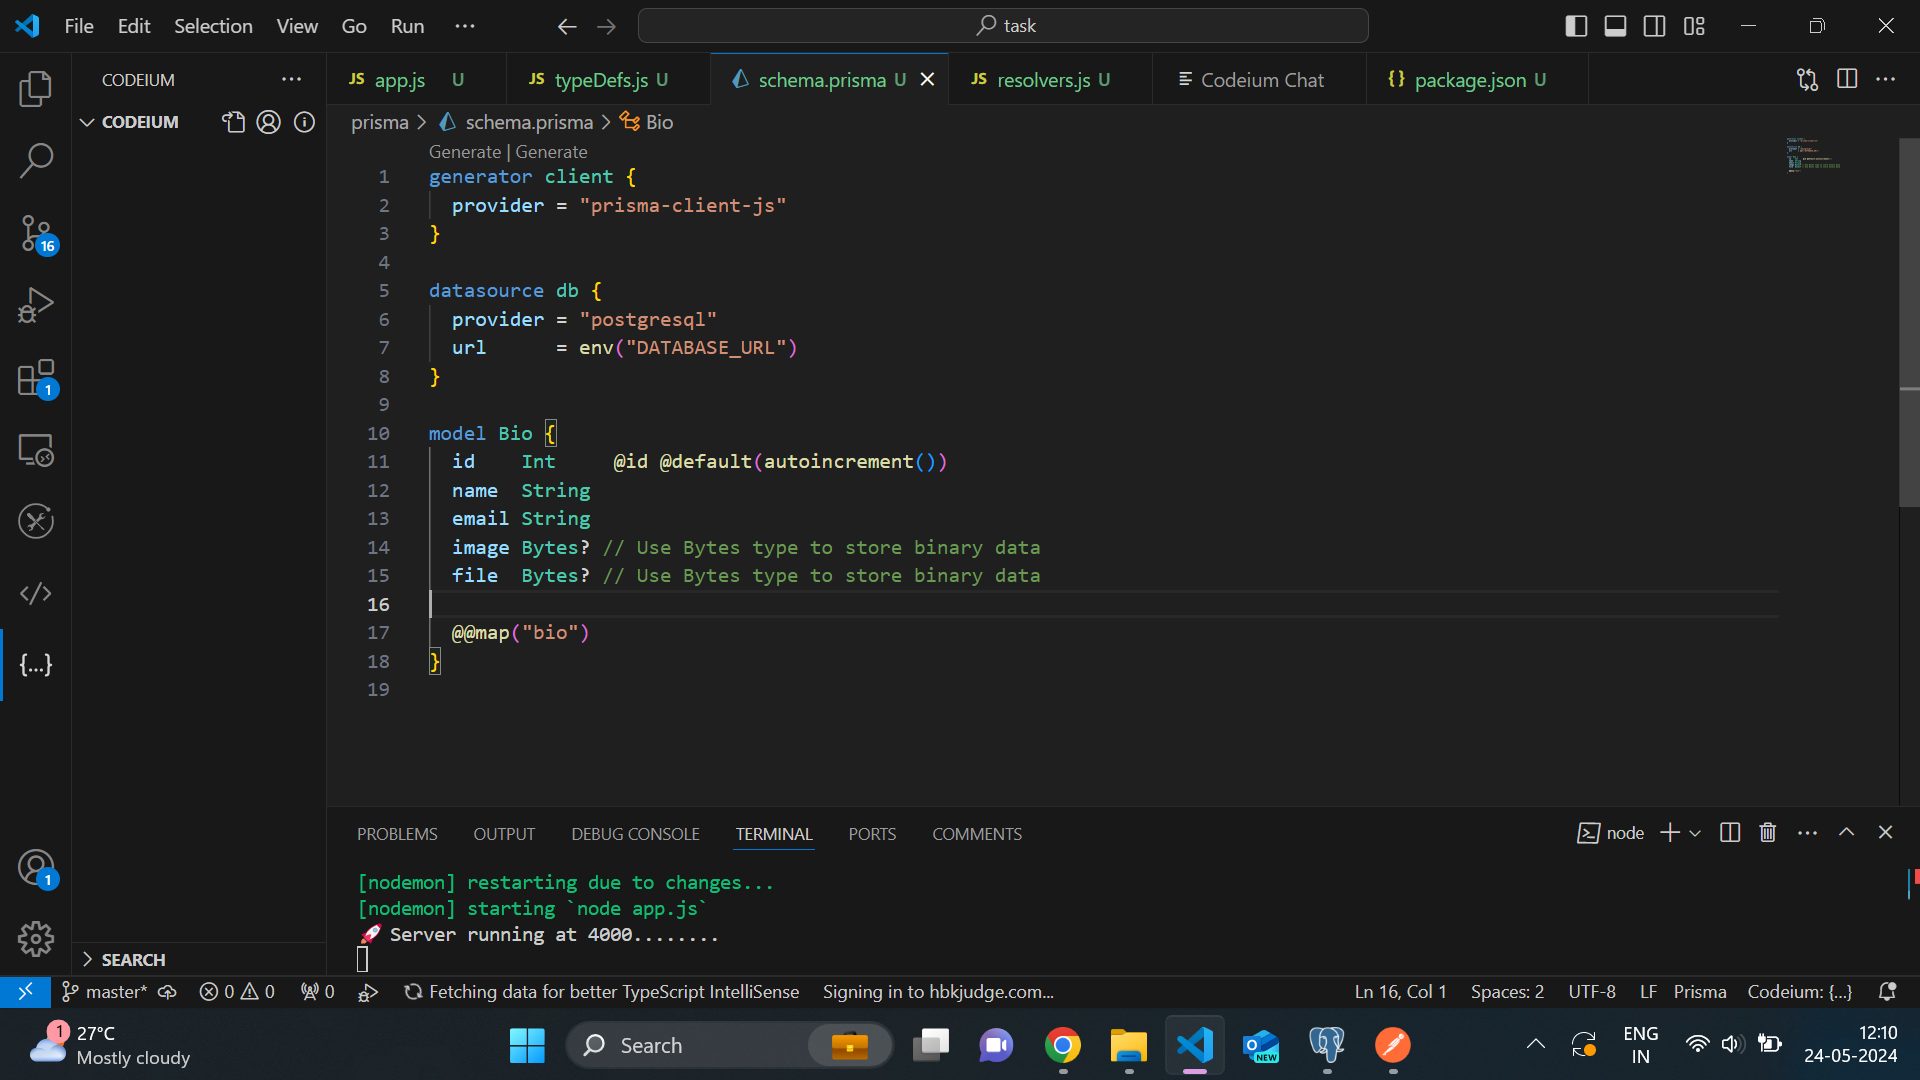 File Edit Selection View Go Run ... task
CODEIUM ...
CODEIUM
JS app.js U JS typeDefs.js U schema.prisma U JS resolvers.js U Codeium Chat {} package.json U
prisma > schema.prisma > Bio
Generate | Generate
1 generator client {
2 provider = "prisma-client-js"
3 }
4
5 datasource db {
6 provider = "postgresql"
7 url = env("DATABASE_URL")
8 }
9
10 model Bio {
11 id Int @id @default(autoincrement())
12 name String
13 email String
14 image Bytes? // Use Bytes type to store binary data
15 file Bytes? // Use Bytes type to store binary data
16
17 @@map("bio")
18 }
19
16
1
{...}
1
SEARCH
PROBLEMS OUTPUT DEBUG CONSOLE TERMINAL PORTS COMMENTS node
[nodemon] restarting due to changes...
[nodemon] starting `node app.js`
🚀 Server running at 4000........
master* 0 0 0 Fetching data for better TypeScript IntelliSense Signing in to hbkjudge.com... Ln 16, Col 1 Spaces: 2 UTF-8 LF Prisma Codeium: {...}
1 27°C
Mostly cloudy
Search
NEW
ENG
IN
12:10
24-05-2024